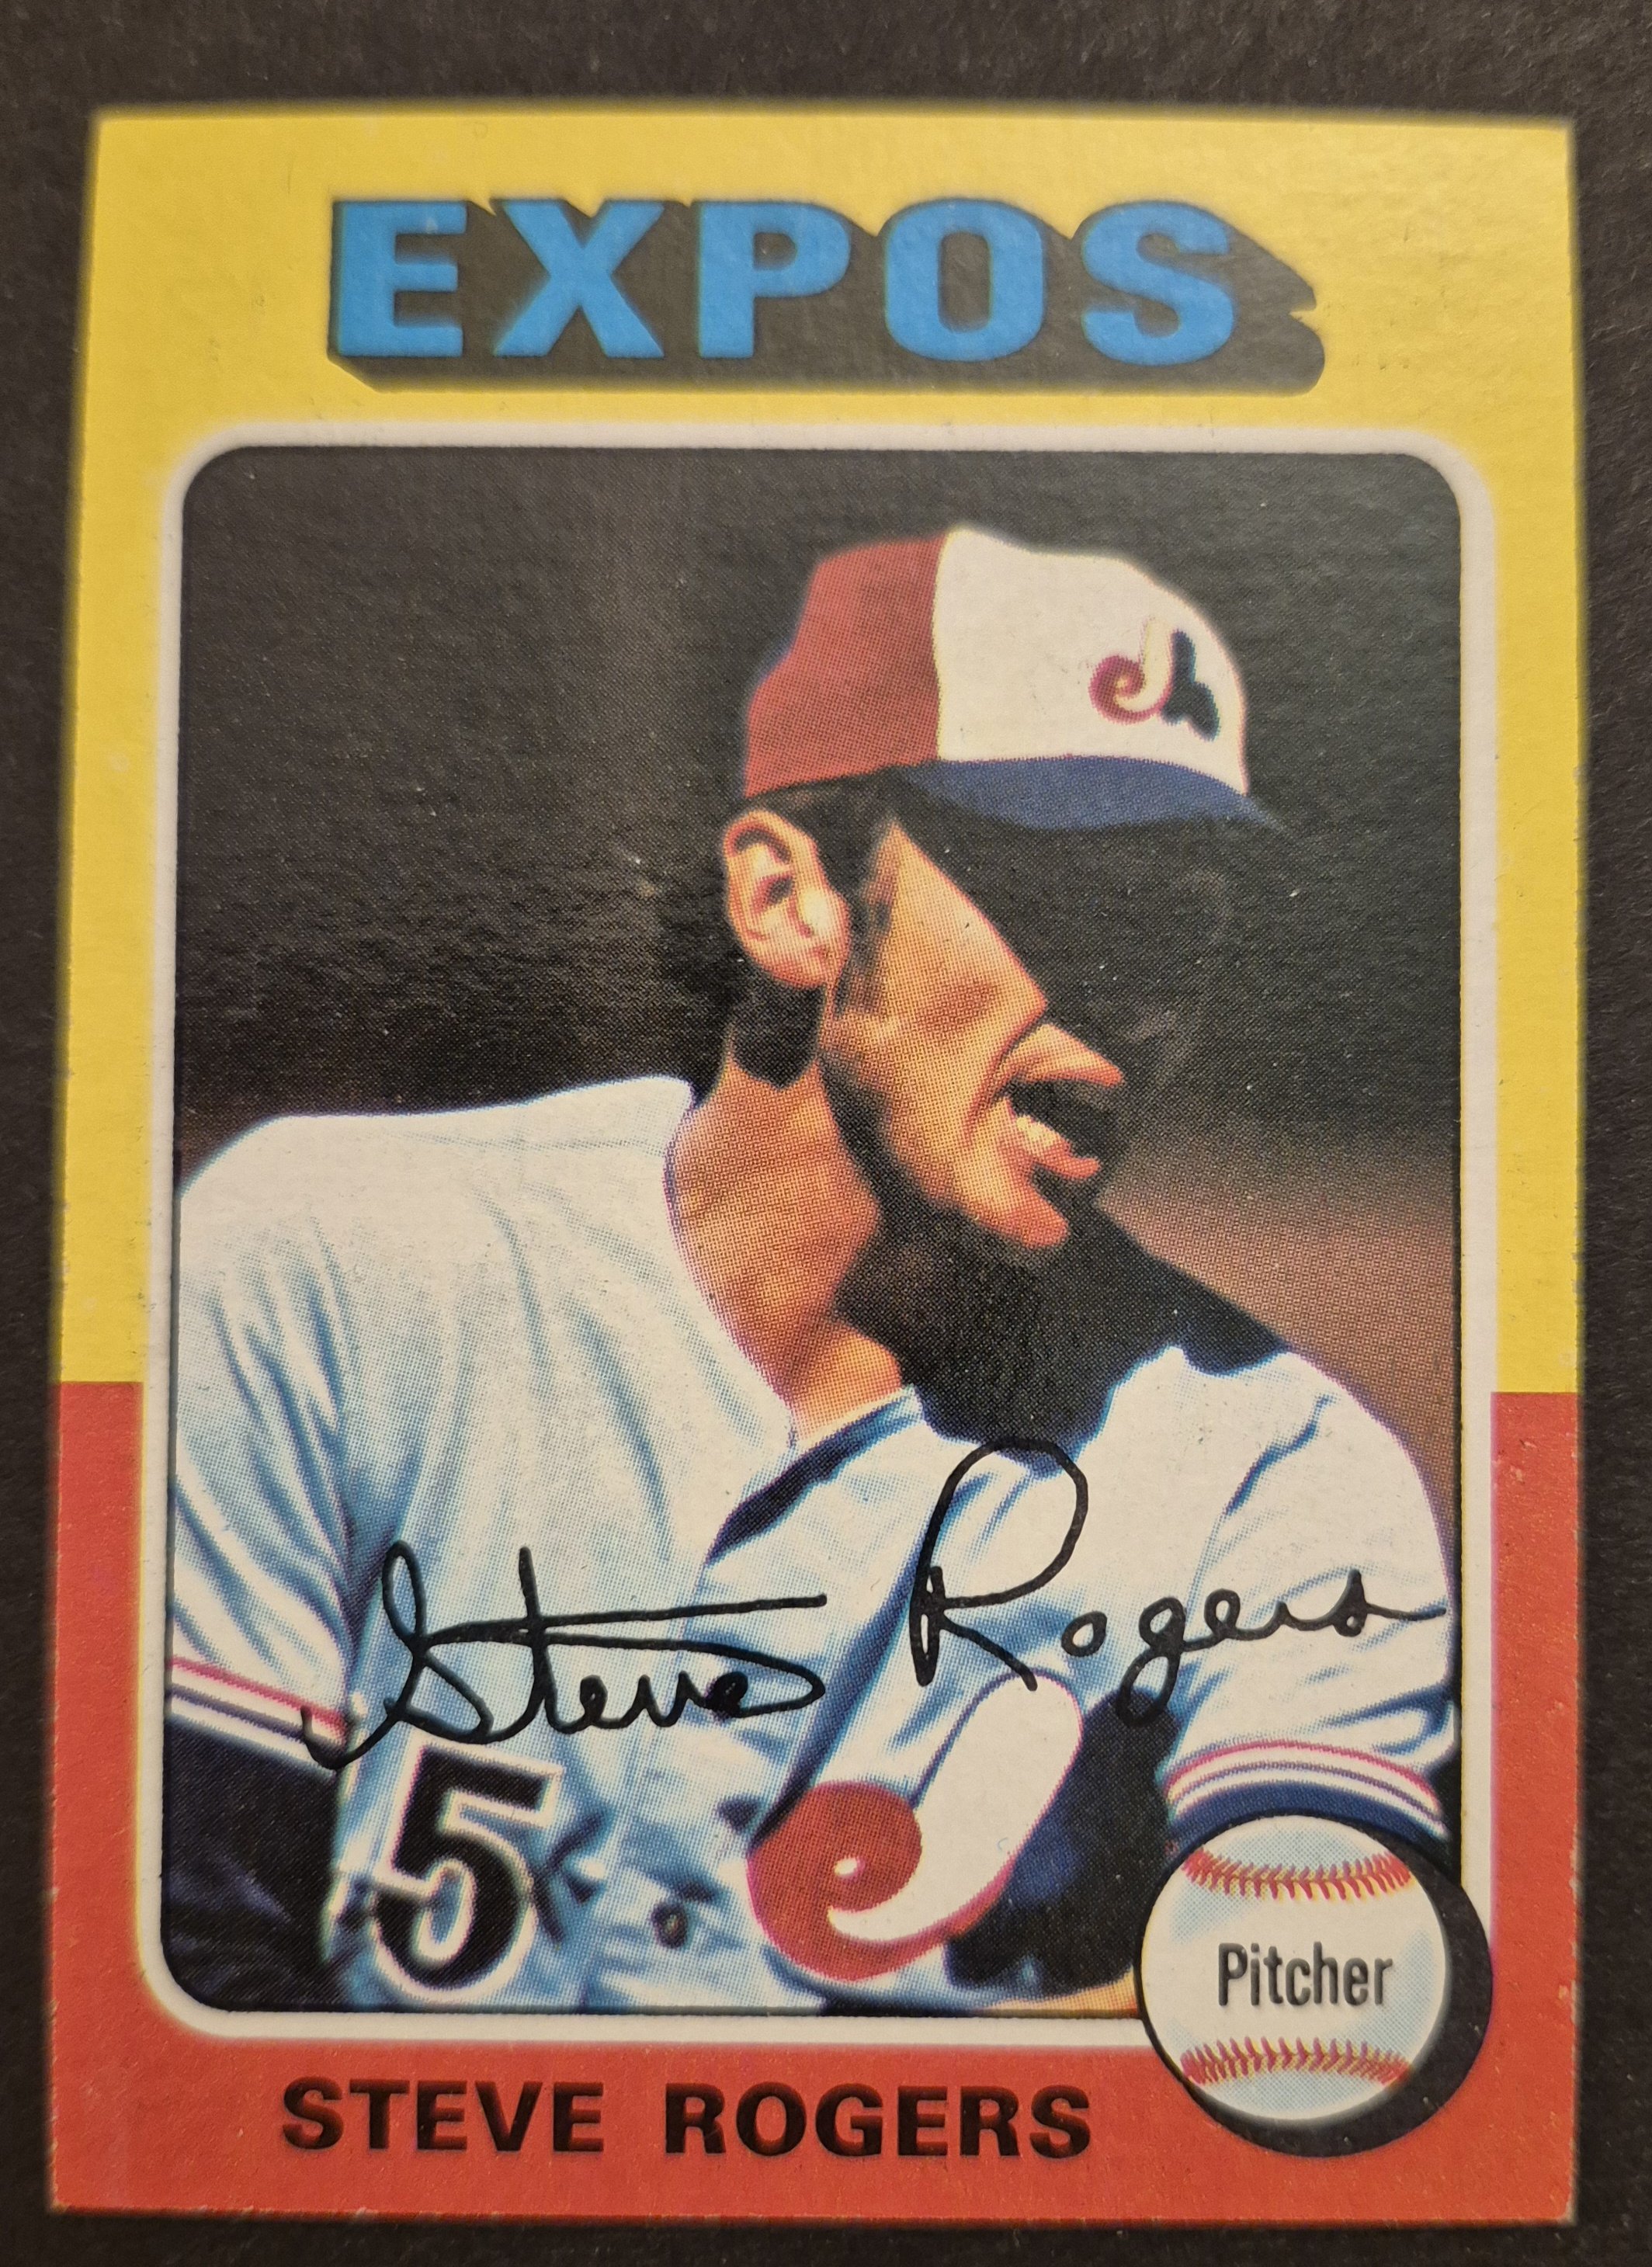 EXPOS
Steve Rogers
5
Pitcher
STEVE ROGERS